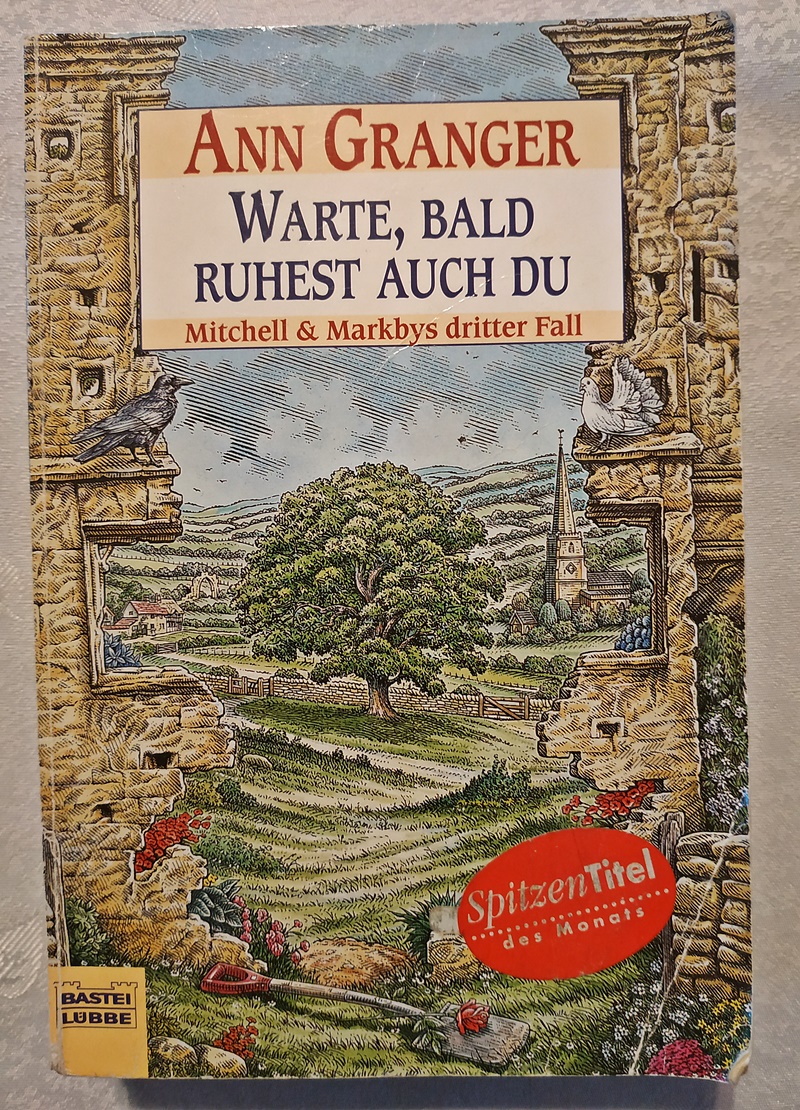 ANN GRANGER
WARTE, BALD
RUHEST AUCH DU
Mitchell & Markbys dritter Fall
SpitzenTitel
des Monats
BASTEI
LÜBBE